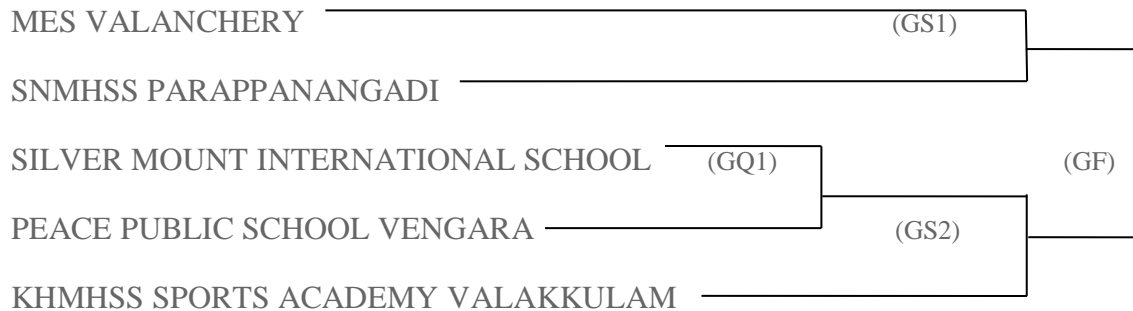 MES VALANCHERY (GS1)
SNMHSS PARAPPANANGADI
SILVER MOUNT INTERNATIONAL SCHOOL (GQ1) (GF)
PEACE PUBLIC SCHOOL VENGARA (GS2)
KHMHSS SPORTS ACADEMY VALAKKULAM